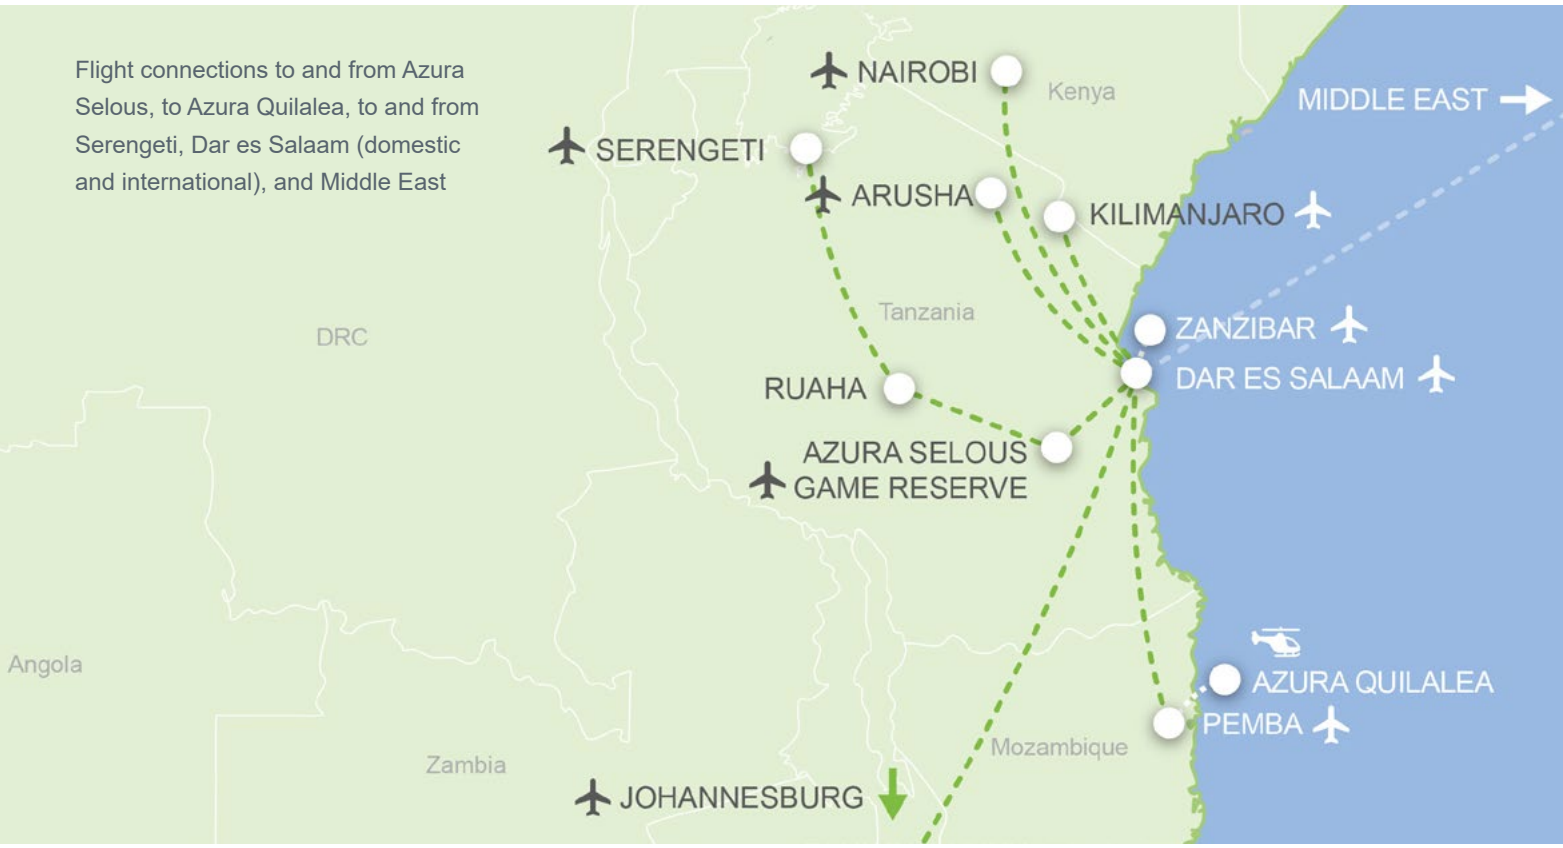 Flight connections to and from Azura
Selous, to Azura Quilalea, to and from
Serengeti, Dar es Salaam (domestic
and international), and Middle East
NAIROBI
Kenya
MIDDLE EAST
SERENGETI
ARUSHA
KILIMANJARO
Tanzania
ZANZIBAR
DRC
DAR ES SALAAM
RUAHA
AZURA SELOUS
GAME RESERVE
Angola
AZURA QUILALEA
PEMBA
Mozambique
Zambia
JOHANNESBURG